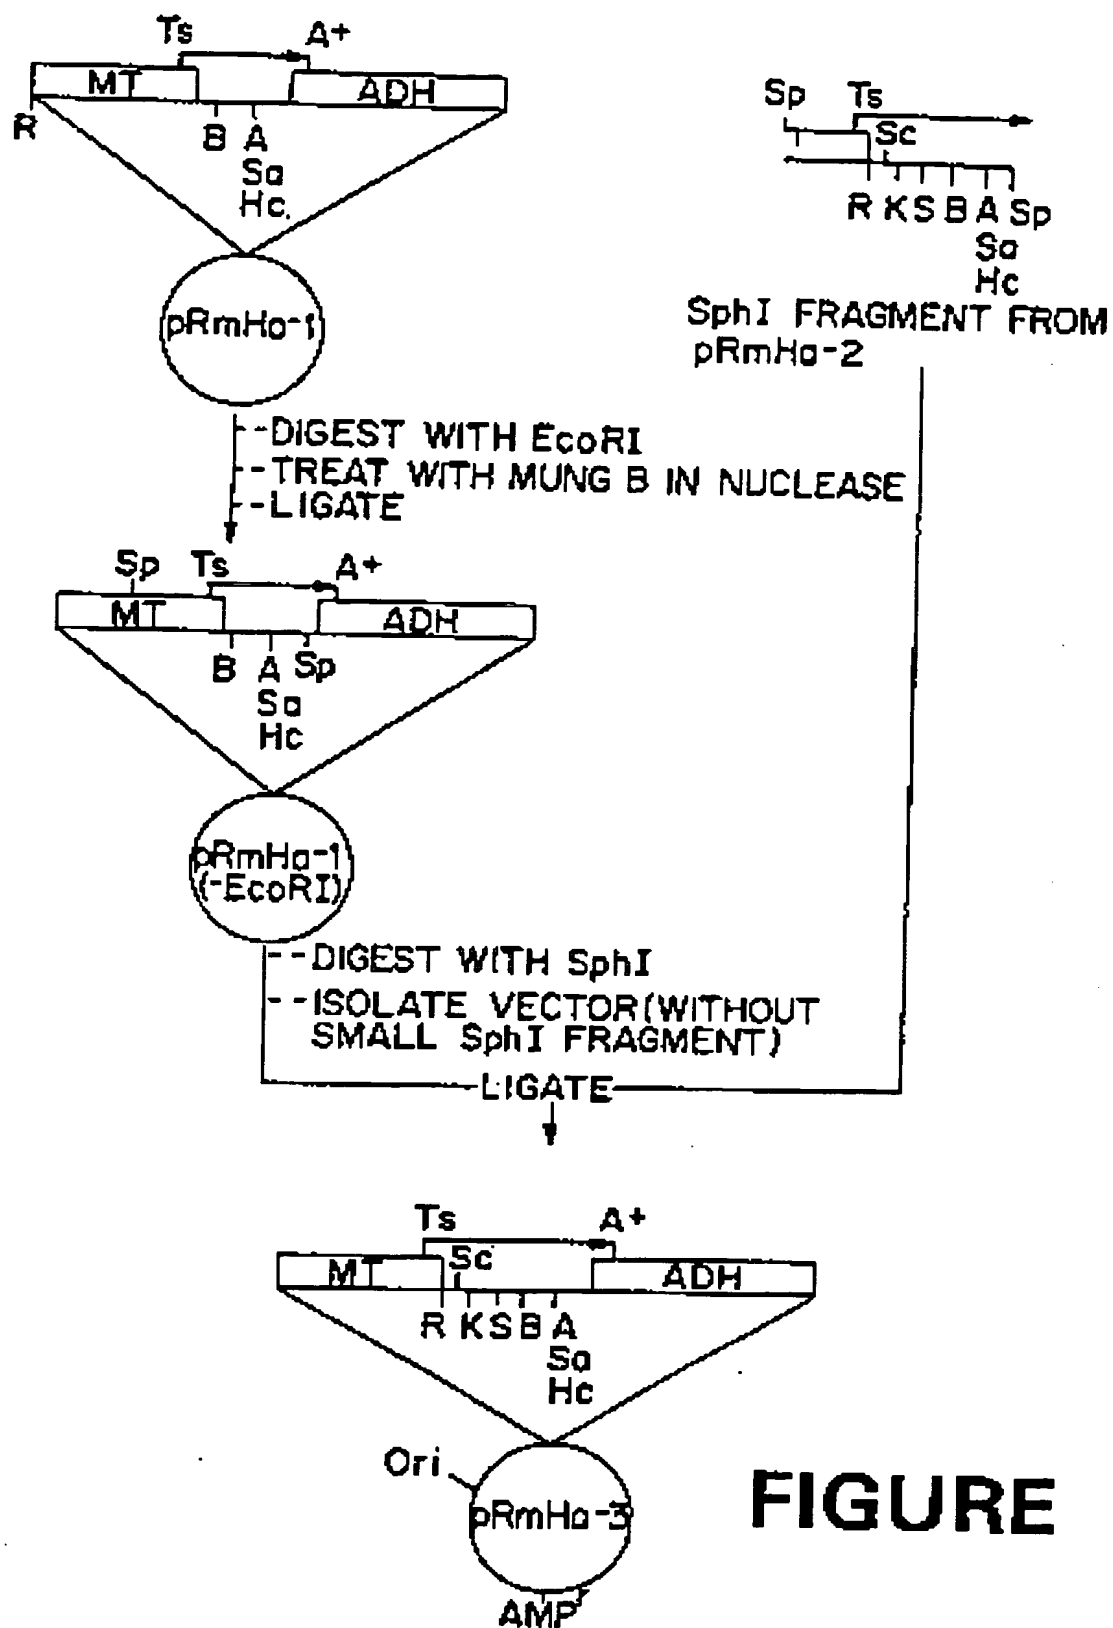 Ts A+
MT ADH
R B A
Sa
Hc.
pRmHa-1
Sp Ts
Sc
R K S B A Sp
Sa
Hc
SphI FRAGMENT FROM
pRmHa-2
--DIGEST WITH EcoRI
--TREAT WITH MUNG B IN NUCLEASE
--LIGATE
Sp Ts A+
MT ADH
B A Sp
Sa
Hc
pRmHa-1
(-EcoRI)
--DIGEST WITH SphI
--ISOLATE VECTOR(WITHOUT
SMALL SphI FRAGMENT)
LIGATE
Ts A+
MT Sc ADH
R K S B A
Sa
Hc
Ori
pRmHa-3
AMP
FIGURE